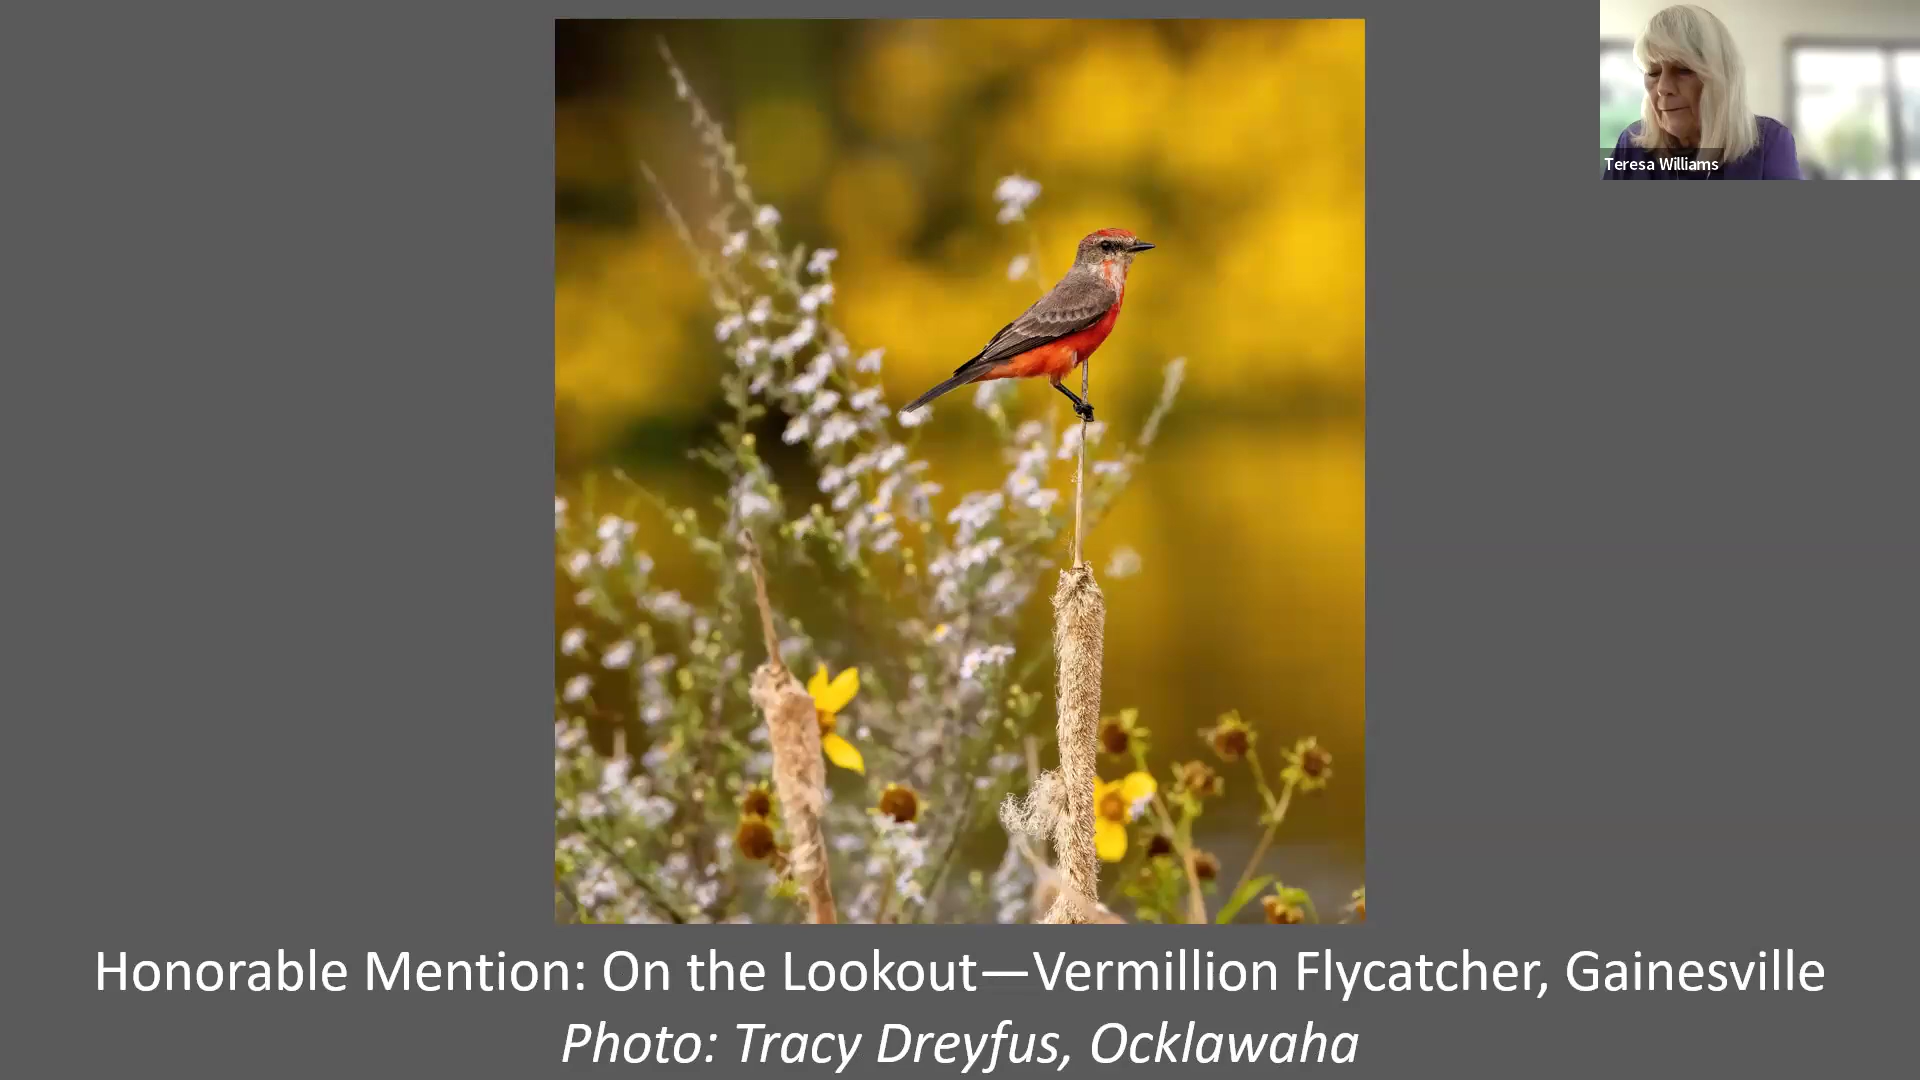 Teresa Williams
Honorable Mention: On the Lookout—Vermillion Flycatcher, Gainesville
Photo: Tracy Dreyfus, Ocklawaha